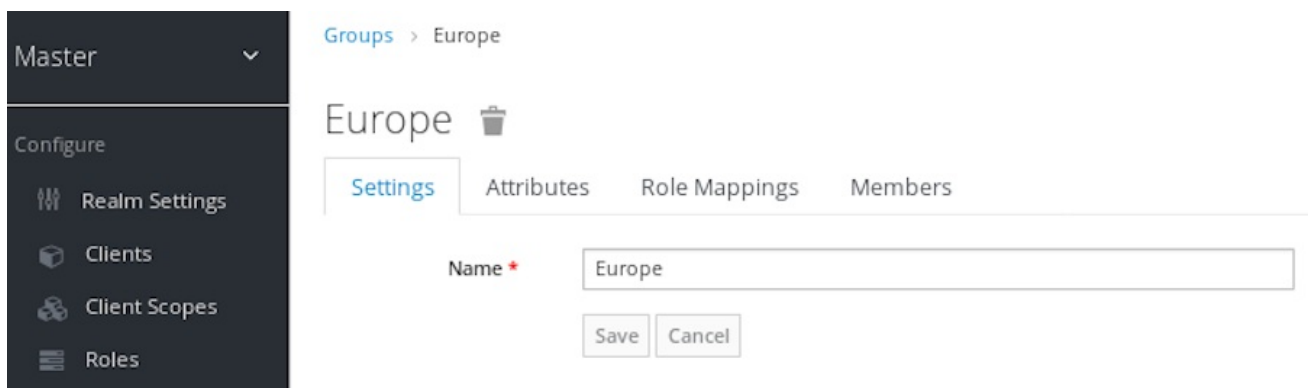 Master
Configure
Realm Settings
Clients
Client Scopes
Roles
Groups > Europe
Europe
Settings Attributes Role Mappings Members
Name * Europe
Save Cancel